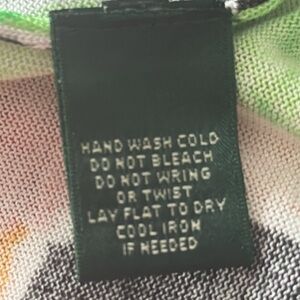 HAND WASH COLD
DO NOT BLEACH
DO NOT WRING
OR TWIST
LAY FLAT TO DRY
COOL IRON
IF NEEDED